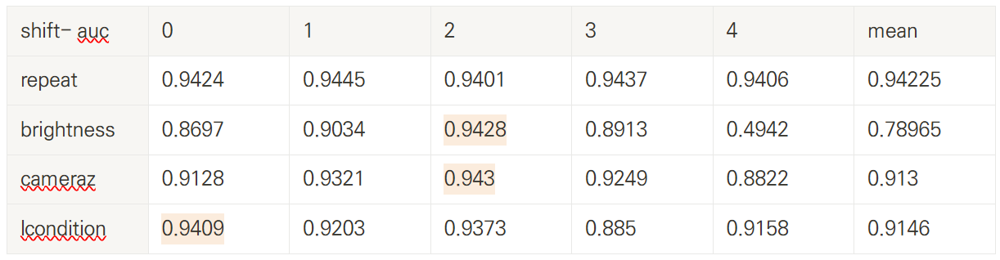 shift- auc 0 1 2 3 4 mean
repeat 0.9424 0.9445 0.9401 0.9437 0.9406 0.94225
brightness 0.8697 0.9034 0.9428 0.8913 0.4942 0.78965
cameraz 0.9128 0.9321 0.943 0.9249 0.8822 0.913
lcondition 0.9409 0.9203 0.9373 0.885 0.9158 0.9146